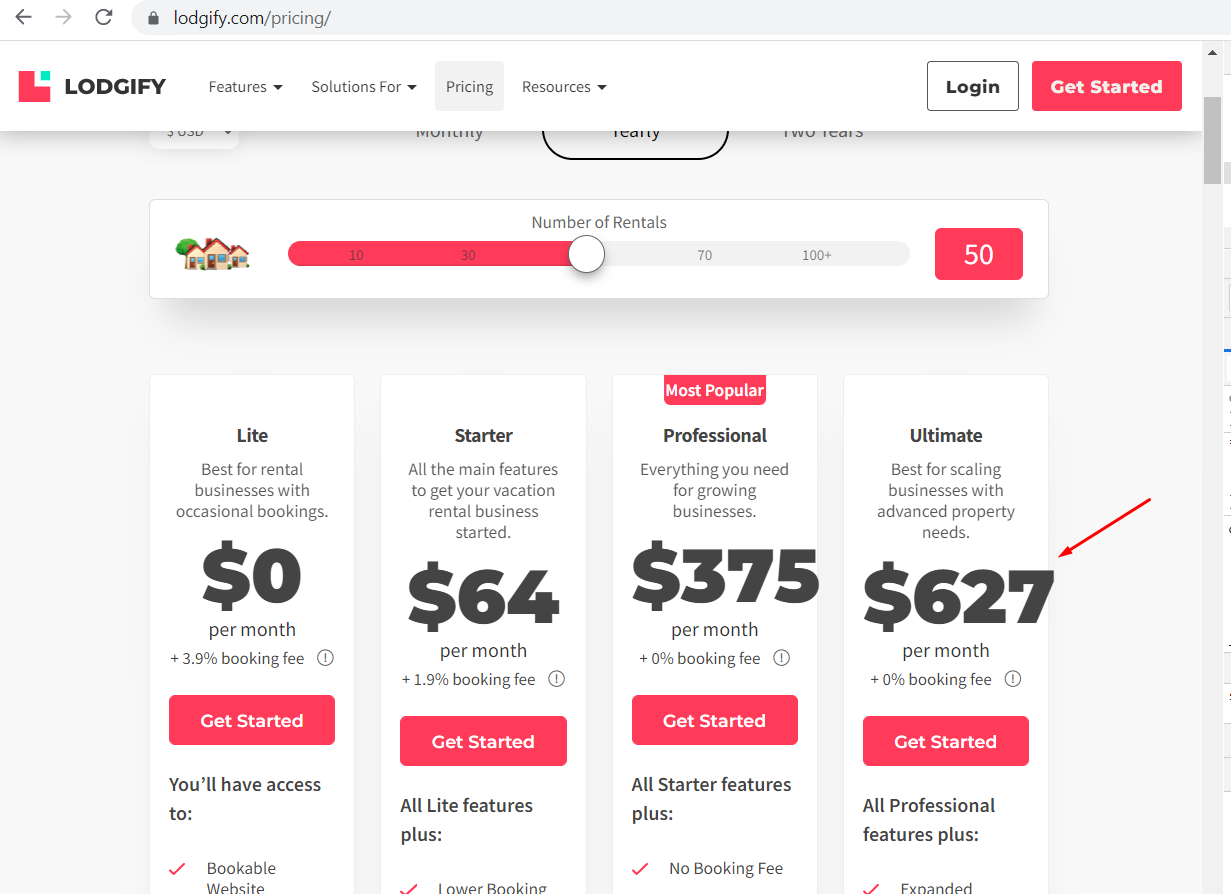 lodgify.com/pricing/
LODGIFY
Features
Solutions For
Pricing
Resources
Login
Get Started
$ USD
Monthly
Yearly
Two Years
Number of Rentals
10
30
70
100+
50
Lite
Best for rental
businesses with
occasional bookings.
$0
per month
+ 3.9% booking fee
Get Started
You’ll have access
to:
Bookable
Website
Starter
All the main features
to get your vacation
rental business
started.
$64
per month
+ 1.9% booking fee
Get Started
All Lite features
plus:
Lower Booking
Most Popular
Professional
Everything you need
for growing
businesses.
$375
per month
+ 0% booking fee
Get Started
All Starter features
plus:
No Booking Fee
Ultimate
Best for scaling
businesses with
advanced property
needs.
$627
per month
+ 0% booking fee
Get Started
All Professional
features plus:
Expanded